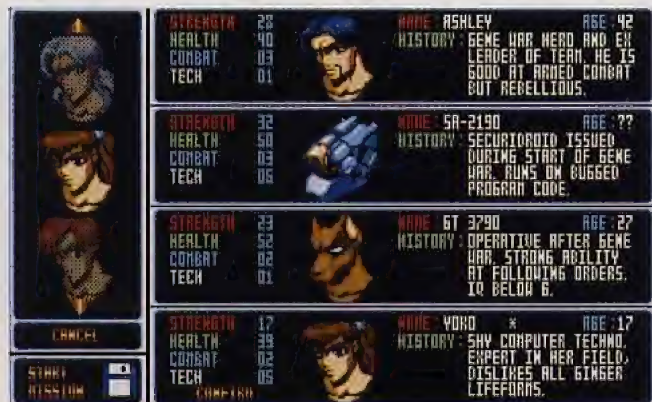 STRENGTH 28 NAME: ASHLEY AGE: 42
HEALTH 40 HISTORY: GENE WAR HERO AND EX
COMBAT 03 LEADER OF TEAM. HE IS
TECH 01 GOOD AT ARMED COMBAT
BUT REBELLIOUS.
STRENGTH 32 NAME: SA-2190 AGE: ??
HEALTH 50 HISTORY: SECURIDROID ISSUED
COMBAT 03 DURING START OF GENE
TECH 05 WAR. RUNS ON BUGGED
PROGRAM CODE.
STRENGTH 23 NAME: GT 3790 AGE: 27
HEALTH 52 HISTORY: OPERATIVE AFTER GENE
COMBAT 02 WAR. STRONG ABILITY
TECH 01 AT FOLLOWING ORDERS.
IQ BELOW 6.
STRENGTH 17 NAME: YOKO * AGE: 17
HEALTH 39 HISTORY: SHY COMPUTER TECHNO.
COMBAT 02 EXPERT IN HER FIELD,
TECH 05 DISLIKES ALL GINGER
LIFEFORMS.
CANCEL
START
MISSION
CONFIRM